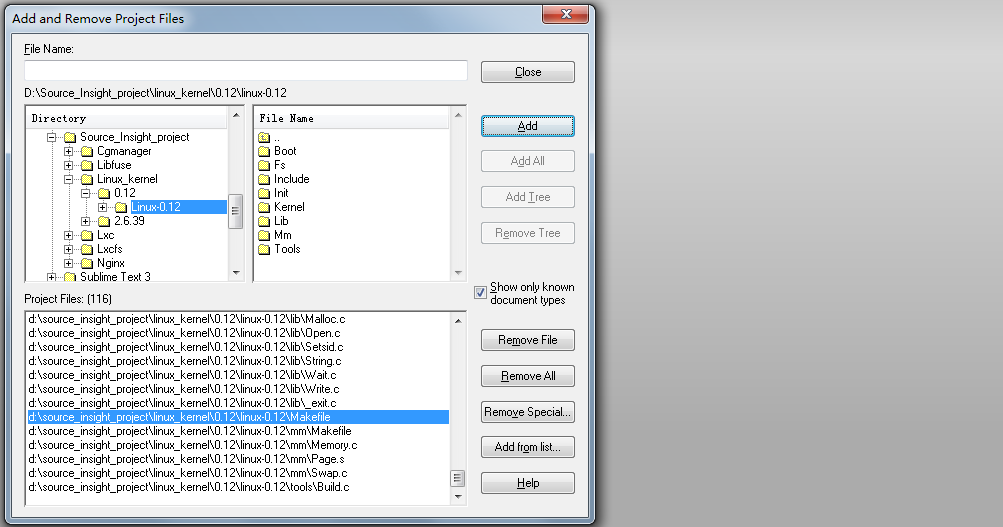 Add and Remove Project Files
File Name:
Close
D:\Source_Insight_project\linux_kernel\0.12\linux-0.12
Directory
Source_Insight_project
Cgmanager
Libfuse
Linux_kernel
0.12
Linux-0.12
2.6.39
Lxc
Lxcfs
Nginx
Sublime Text 3
File Name
..
Boot
Fs
Include
Init
Kernel
Lib
Mm
Tools
Add
Add All
Add Tree
Remove Tree
Show only known
document types
Project Files: (116)
d:\source_insight_project\linux_kernel\0.12\linux-0.12\lib\Malloc.c
d:\source_insight_project\linux_kernel\0.12\linux-0.12\lib\Open.c
d:\source_insight_project\linux_kernel\0.12\linux-0.12\lib\Setsid.c
d:\source_insight_project\linux_kernel\0.12\linux-0.12\lib\String.c
d:\source_insight_project\linux_kernel\0.12\linux-0.12\lib\Wait.c
d:\source_insight_project\linux_kernel\0.12\linux-0.12\lib\Write.c
d:\source_insight_project\linux_kernel\0.12\linux-0.12\lib\_exit.c
d:\source_insight_project\linux_kernel\0.12\linux-0.12\Makefile
d:\source_insight_project\linux_kernel\0.12\linux-0.12\mm\Makefile
d:\source_insight_project\linux_kernel\0.12\linux-0.12\mm\Memory.c
d:\source_insight_project\linux_kernel\0.12\linux-0.12\mm\Page.s
d:\source_insight_project\linux_kernel\0.12\linux-0.12\mm\Swap.c
d:\source_insight_project\linux_kernel\0.12\linux-0.12\tools\Build.c
Remove File
Remove All
Remove Special...
Add from list...
Help